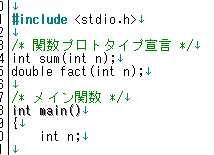 #include <stdio.h>↓
↓
/* 関数プロトタイプ宣言 */↓
int sum(int n);↓
double fact(int n);↓
↓
/* メイン関数 */↓
int main()↓
{↓
int n;↓